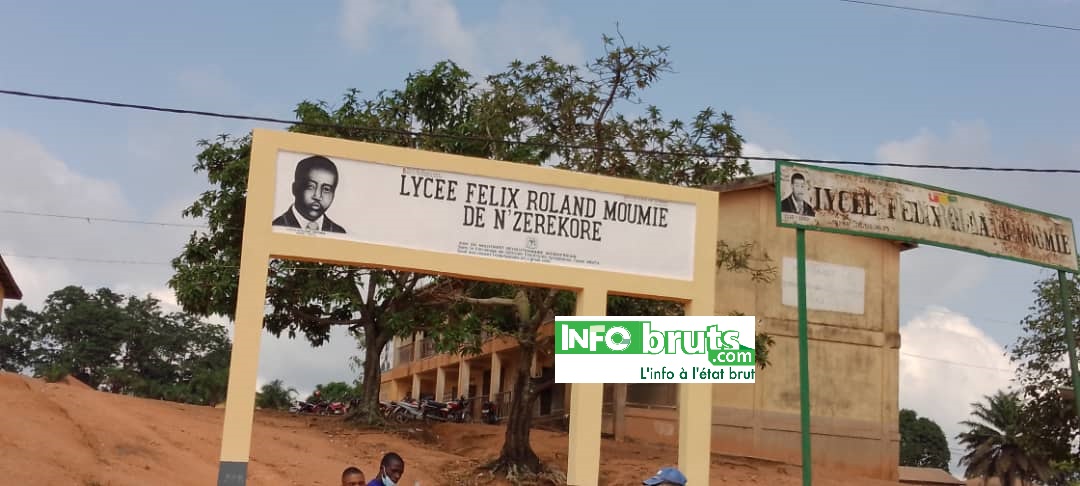 LYCEE FELIX ROLAND MOUMIE
DE N'ZEREKORE
LYCEE FELIX ROLAND MOUMIE
INFO bruts
.com
L'info à l'état brut